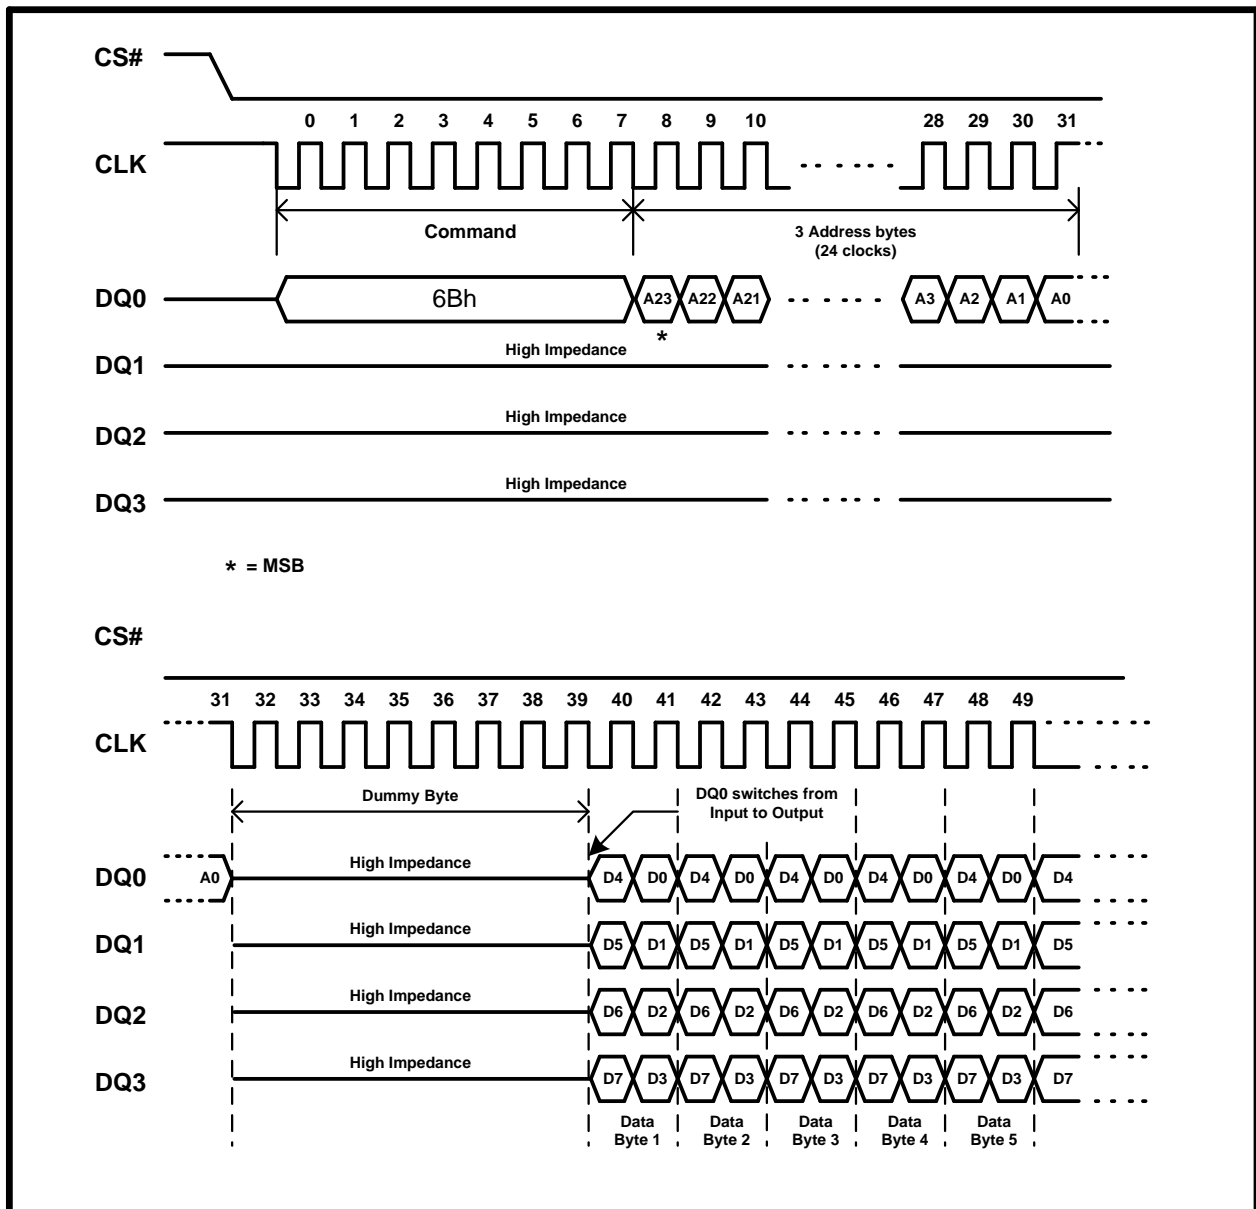 CS#
0 1 2 3 4 5 6 7 8 9 10 28 29 30 31
CLK
Command
3 Address bytes
(24 clocks)
DQ0 6Bh A23 A22 A21 A3 A2 A1 A0
*
High Impedance
DQ1
High Impedance
DQ2
High Impedance
DQ3
* = MSB
CS#
31 32 33 34 35 36 37 38 39 40 41 42 43 44 45 46 47 48 49
CLK
Dummy Byte
DQ0 switches from
Input to Output
High Impedance
DQ0 A0 D4 D0 D4 D0 D4 D0 D4 D0 D4 D0 D4
High Impedance
DQ1 D5 D1 D5 D1 D5 D1 D5 D1 D5 D1 D5
High Impedance
DQ2 D6 D2 D6 D2 D6 D2 D6 D2 D6 D2 D6
High Impedance
DQ3 D7 D3 D7 D3 D7 D3 D7 D3 D7 D3 D7
Data Data Data Data Data
Byte 1 Byte 2 Byte 3 Byte 4 Byte 5